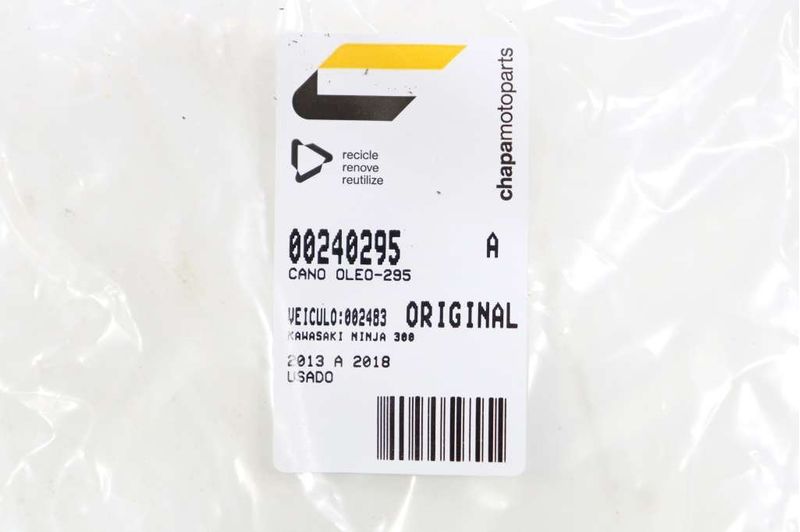 chapamotoparts
recicle
renove
reutilize
00240295 A
CANO OLEO-295
VEICULO:002483 ORIGINAL
KAWASAKI NINJA 300
2013 A 2018
USADO